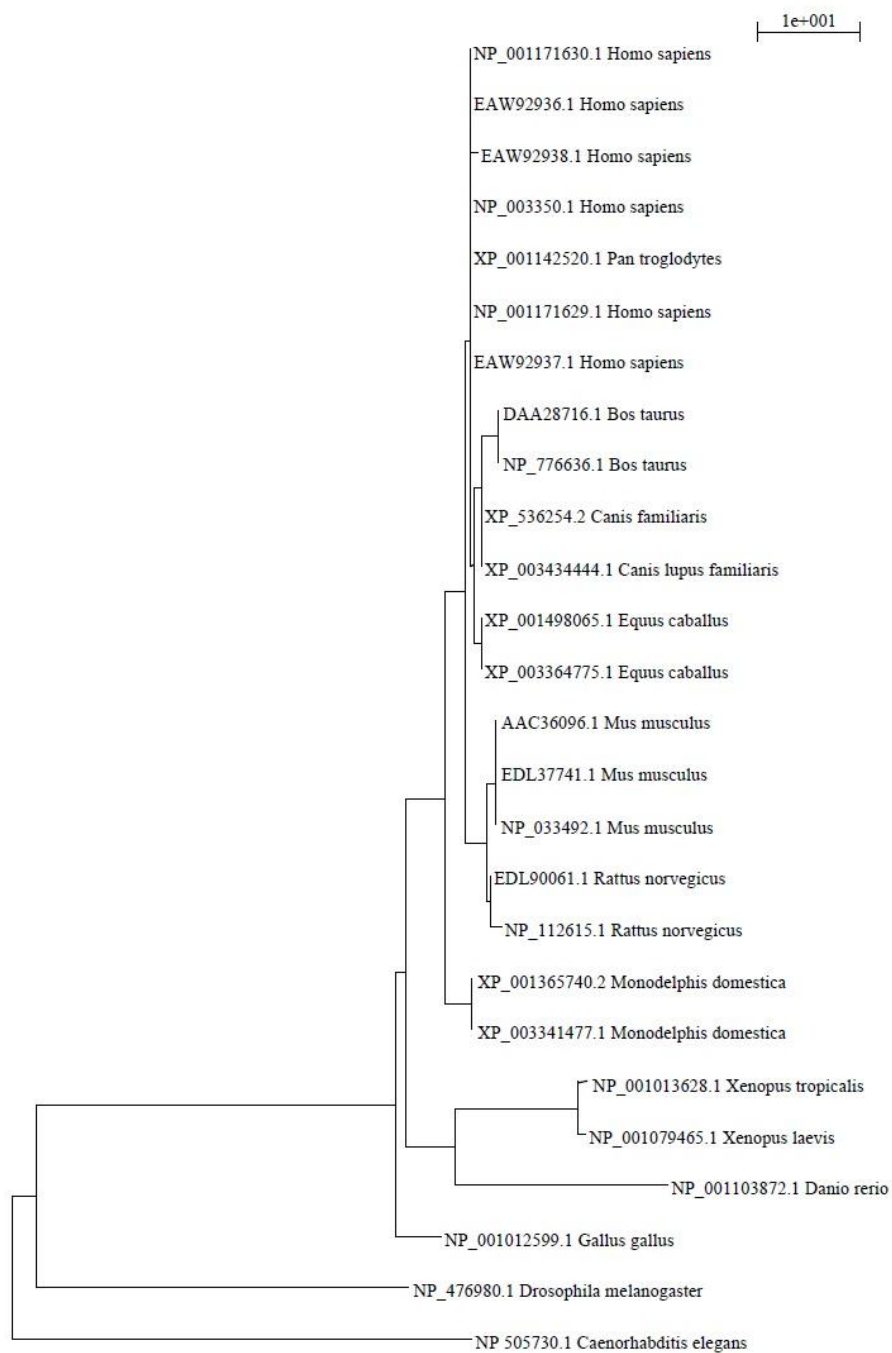 1e+001
NP_001171630.1 Homo sapiens
EAW92936.1 Homo sapiens
EAW92938.1 Homo sapiens
NP_003350.1 Homo sapiens
XP_001142520.1 Pan troglodytes
NP_001171629.1 Homo sapiens
EAW92937.1 Homo sapiens
DAA28716.1 Bos taurus
NP_776636.1 Bos taurus
XP_536254.2 Canis familiaris
XP_003434444.1 Canis lupus familiaris
XP_001498065.1 Equus caballus
XP_003364775.1 Equus caballus
AAC36096.1 Mus musculus
EDL37741.1 Mus musculus
NP_033492.1 Mus musculus
EDL90061.1 Rattus norvegicus
NP_112615.1 Rattus norvegicus
XP_001365740.2 Monodelphis domestica
XP_003341477.1 Monodelphis domestica
NP_001013628.1 Xenopus tropicalis
NP_001079465.1 Xenopus laevis
NP_001103872.1 Danio rerio
NP_001012599.1 Gallus gallus
NP_476980.1 Drosophila melanogaster
NP 505730.1 Caenorhabditis elegans